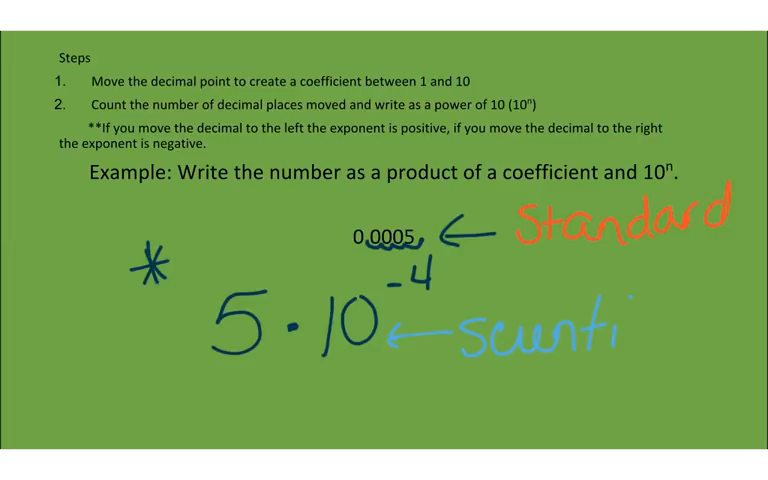 Steps
1. Move the decimal point to create a coefficient between 1 and 10
2. Count the number of decimal places moved and write as a power of 10 (10ⁿ)
**If you move the decimal to the left the exponent is positive, if you move the decimal to the right
the exponent is negative.
Example: Write the number as a product of a coefficient and 10ⁿ.
0.0005 ← Standard
* 5 · 10⁻⁴ ← scienti